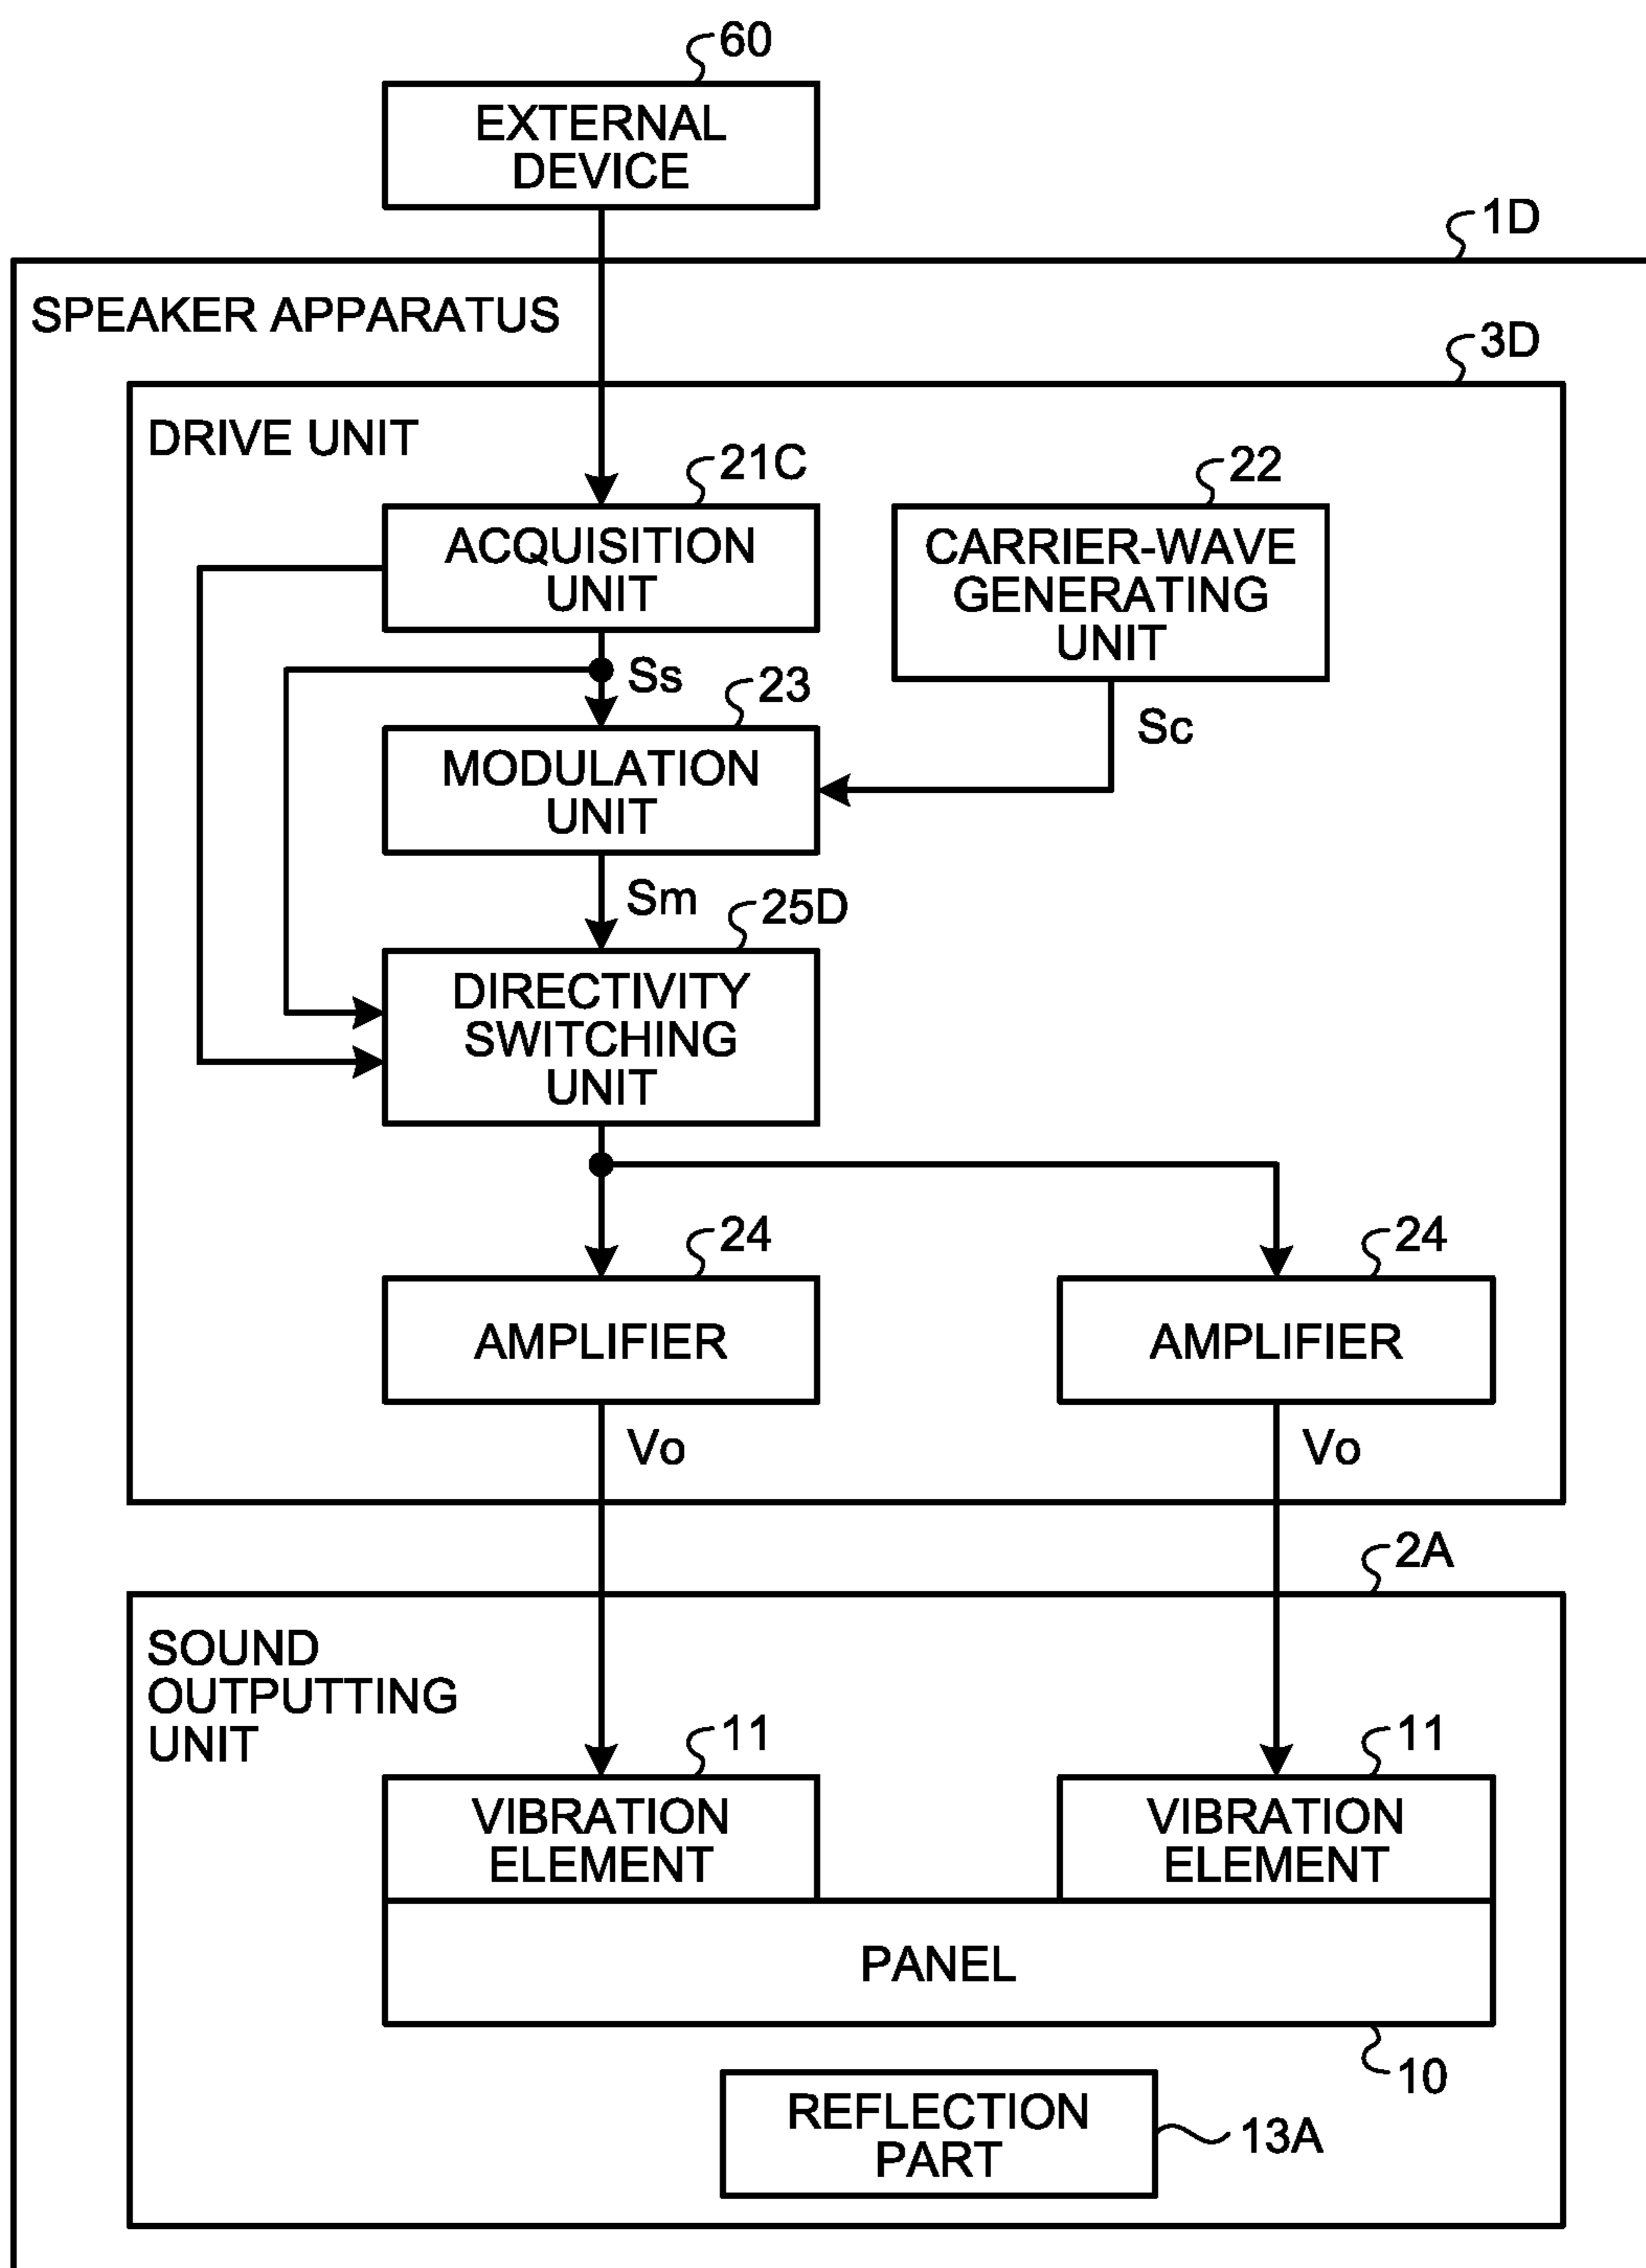 60
EXTERNAL
DEVICE
1D
SPEAKER APPARATUS
3D
DRIVE UNIT
21C
22
ACQUISITION
UNIT
CARRIER-WAVE
GENERATING
UNIT
Ss
23
Sc
MODULATION
UNIT
Sm
25D
DIRECTIVITY
SWITCHING
UNIT
24
24
AMPLIFIER
AMPLIFIER
Vo
Vo
2A
SOUND
OUTPUTTING
UNIT
11
11
VIBRATION
ELEMENT
VIBRATION
ELEMENT
PANEL
10
REFLECTION
PART
13A